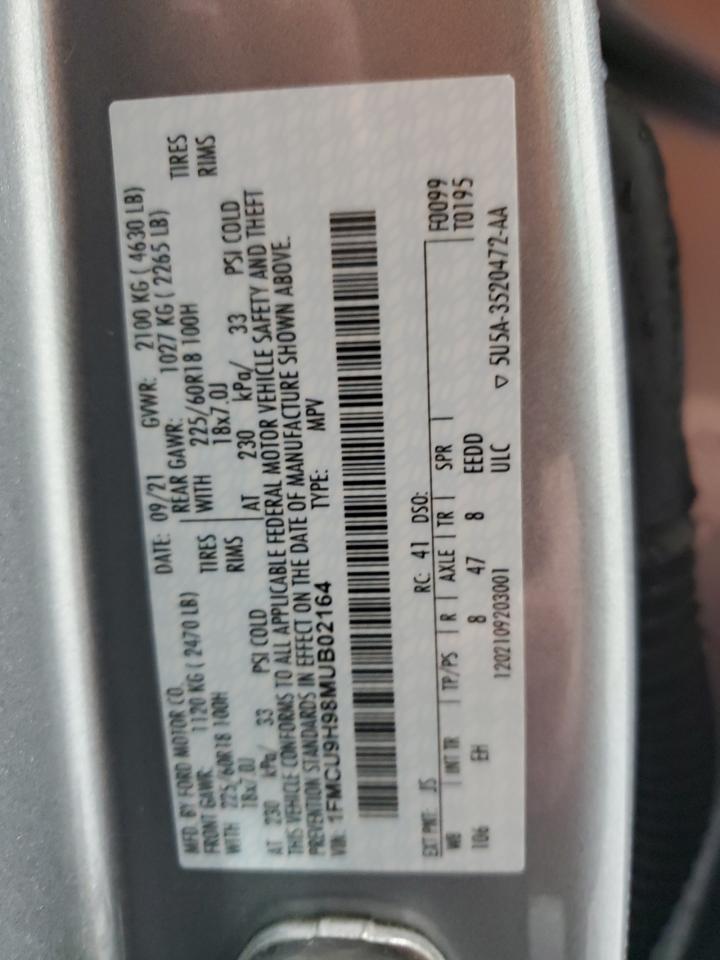 MFD. BY FORD MOTOR CO.
DATE: 09/21 GVWR: 2100 KG ( 4630 LB)
FRONT GAWR: 1120 KG ( 2470 LB) REAR GAWR: 1027 KG ( 2265 LB)
WITH 225/60R18 100H TIRES WITH 225/60R18 100H TIRES
18x7.0J RIMS 18x7.0J RIMS
AT 230 kPa/ 33 PSI COLD AT 230 kPa/ 33 PSI COLD
THIS VEHICLE CONFORMS TO ALL APPLICABLE FEDERAL MOTOR VEHICLE SAFETY AND THEFT
PREVENTION STANDARDS IN EFFECT ON THE DATE OF MANUFACTURE SHOWN ABOVE.
VIN: 1FMCU9H98MUB02164 TYPE: MPV
EXT PNT: JS RC: 41 DSO: F0099
WB | INT TR | TP/PS | R | AXLE | TR | SPR | T0195
106 EH 8 47 8 EEDD
1202109203001 ULC ▽ 5U5A-3520472-AA